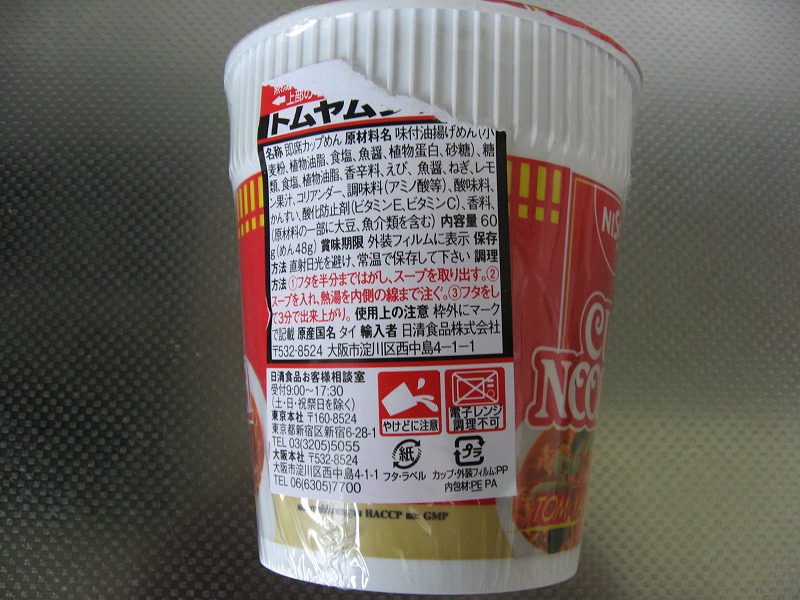 上部の
トムヤム
名称 即席カップめん 原材料名 味付油揚げめん(小
麦粉、植物油脂、食塩、魚醤、植物蛋白、砂糖)、糖
類、食塩、植物油脂、香辛料、えび、魚醤、ねぎ、レモ
ン果汁、コリアンダー、調味料(アミノ酸等)、酸味料、
かんすい、酸化防止剤(ビタミンE、ビタミンC)、香料、
(原材料の一部に大豆、魚介類を含む) 内容量 60
g(めん48g) 賞味期限 外装フィルムに表示 保存
方法 直射日光を避け、常温で保存して下さい 調理
方法 ①フタを半分まではがし、スープを取り出す。②
スープを入れ、熱湯を内側の線まで注ぐ。③フタをし
て3分で出来上がり。 使用上の注意 枠外にマーク
で記載 原産国名 タイ 輸入者 日清食品株式会社
〒532-8524 大阪市淀川区西中島4-1-1
日清食品お客様相談室
受付9:00~17:30
(土・日・祝祭日を除く)
東京本社 〒160-8524
東京都新宿区新宿6-28-1
TEL 03(3205)5055
大阪本社 〒532-8524
大阪市淀川区西中島4-1-1
TEL 06(6305)7700
やけどに注意
電子レンジ
調理不可
紙
フタ・ラベル
プラ
カップ・外装フィルム:PP
内包材:PE PA
HACCP
GMP
NIS
CU
NOO
TOM YA